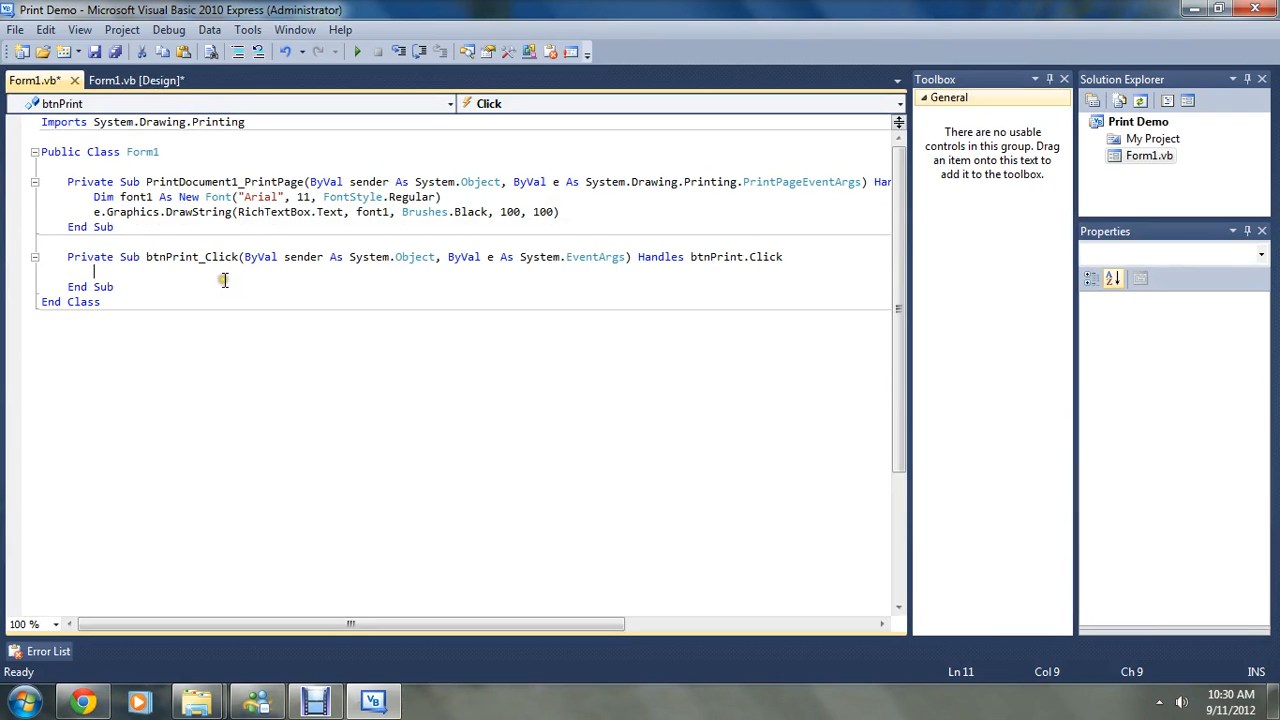 Print Demo - Microsoft Visual Basic 2010 Express (Administrator)
File Edit View Project Debug Data Tools Window Help
Form1.vb* Form1.vb [Design]*
btnPrint Click
Imports System.Drawing.Printing
Public Class Form1
Private Sub PrintDocument1_PrintPage(ByVal sender As System.Object, ByVal e As System.Drawing.Printing.PrintPageEventArgs) Han
Dim font1 As New Font("Arial", 11, FontStyle.Regular)
e.Graphics.DrawString(RichTextBox.Text, font1, Brushes.Black, 100, 100)
End Sub
Private Sub btnPrint_Click(ByVal sender As System.Object, ByVal e As System.EventArgs) Handles btnPrint.Click
End Sub
End Class
100 %
Toolbox
General
There are no usable
controls in this group. Drag
an item onto this text to
add it to the toolbox.
Solution Explorer
Print Demo
My Project
Form1.vb
Properties
Error List
Ready Ln 11 Col 9 Ch 9 INS
VB
10:30 AM
9/11/2012